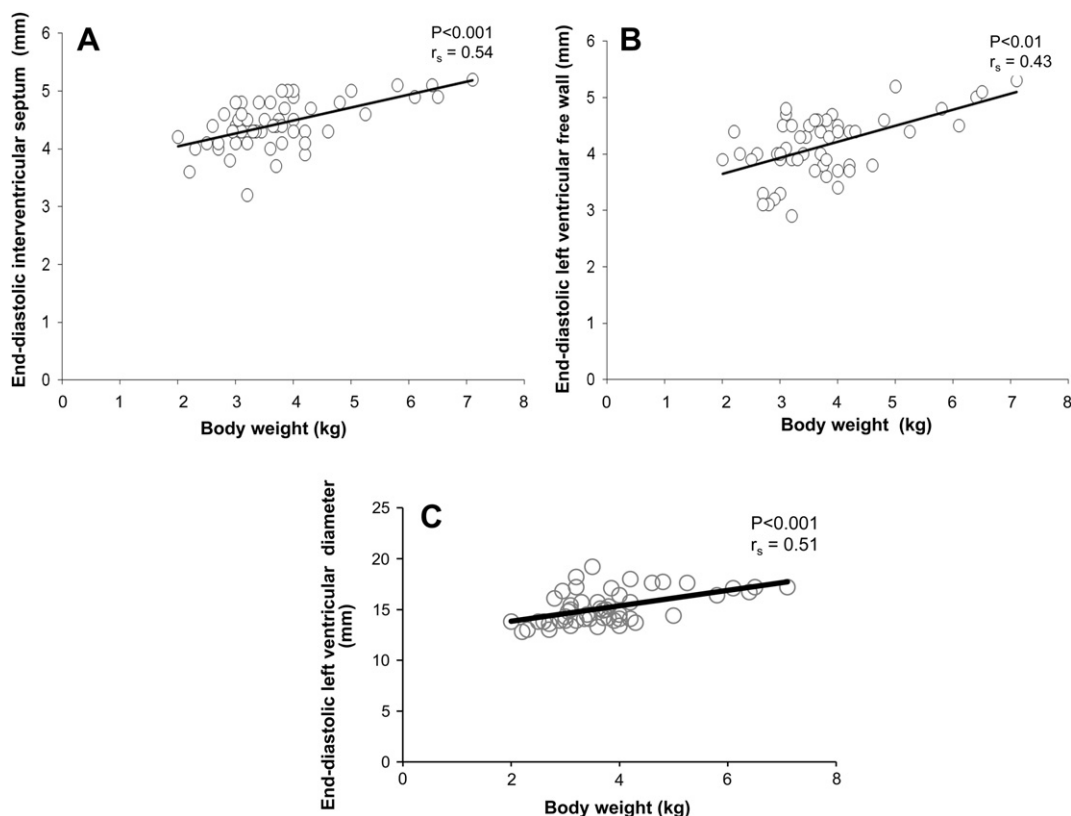 A
P<0.001
rs = 0.54
End-diastolic interventricular septum (mm)
6
5
4
3
2
1
0
0 1 2 3 4 5 6 7 8
Body weight (kg)
B
P<0.01
rs = 0.43
End-diastolic left ventricular free wall (mm)
6
5
4
3
2
1
0
0 1 2 3 4 5 6 7 8
Body weight (kg)
C
P<0.001
rs = 0.51
End-diastolic left ventricular diameter
(mm)
25
20
15
10
5
0
0 2 4 6 8
Body weight (kg)